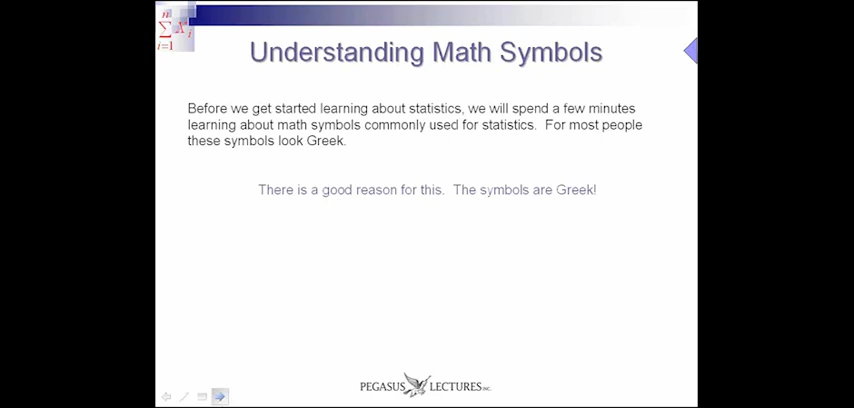 n
∑ Xi
i=1
Understanding Math Symbols
Before we get started learning about statistics, we will spend a few minutes
learning about math symbols commonly used for statistics.  For most people
these symbols look Greek.
There is a good reason for this.  The symbols are Greek!
PEGASUS LECTURES INC.